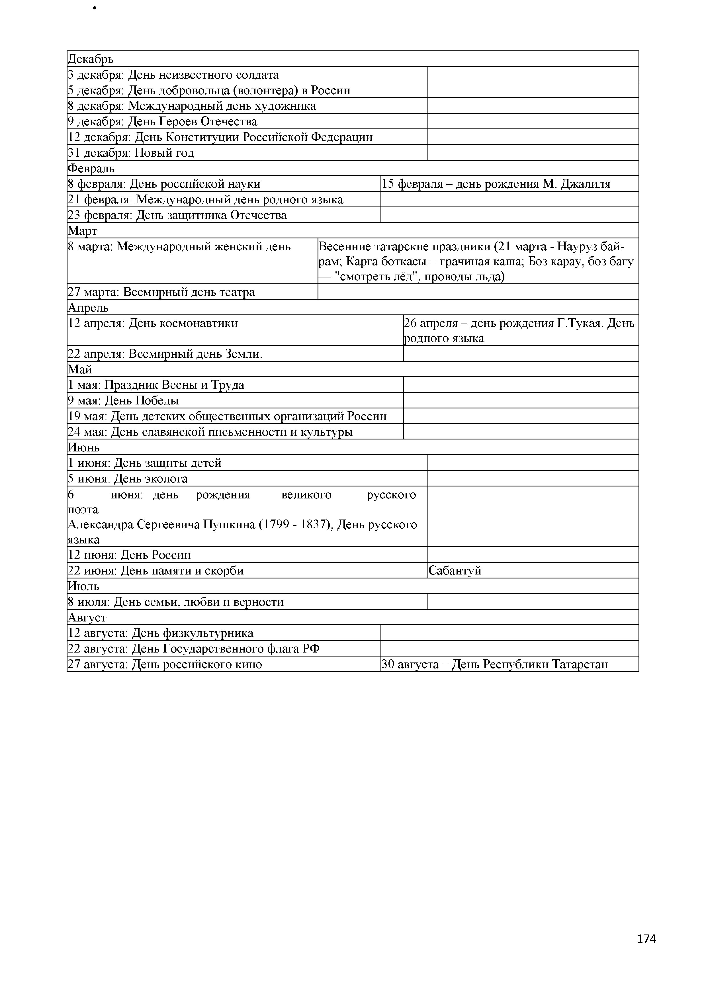 •
Декабрь
3 декабря: День неизвестного солдата
5 декабря: День добровольца (волонтера) в России
8 декабря: Международный день художника
9 декабря: День Героев Отечества
12 декабря: День Конституции Российской Федерации
31 декабря: Новый год
Февраль
8 февраля: День российской науки
15 февраля – день рождения М. Джалиля
21 февраля: Международный день родного языка
23 февраля: День защитника Отечества
Март
8 марта: Международный женский день
Весенние татарские праздники (21 марта - Науруз бай-
рам; Карга боткасы – грачиная каша; Боз карау, боз багу
— "смотреть лёд", проводы льда)
27 марта: Всемирный день театра
Апрель
12 апреля: День космонавтики
26 апреля – день рождения Г.Тукая. День
родного языка
22 апреля: Всемирный день Земли.
Май
1 мая: Праздник Весны и Труда
9 мая: День Победы
19 мая: День детских общественных организаций России
24 мая: День славянской письменности и культуры
Июнь
1 июня: День защиты детей
5 июня: День эколога
6 июня: день рождения великого русского
поэта
Александра Сергеевича Пушкина (1799 - 1837), День русского
языка
12 июня: День России
22 июня: День памяти и скорби
Сабантуй
Июль
8 июля: День семьи, любви и верности
Август
12 августа: День физкультурника
22 августа: День Государственного флага РФ
27 августа: День российского кино
30 августа – День Республики Татарстан
174